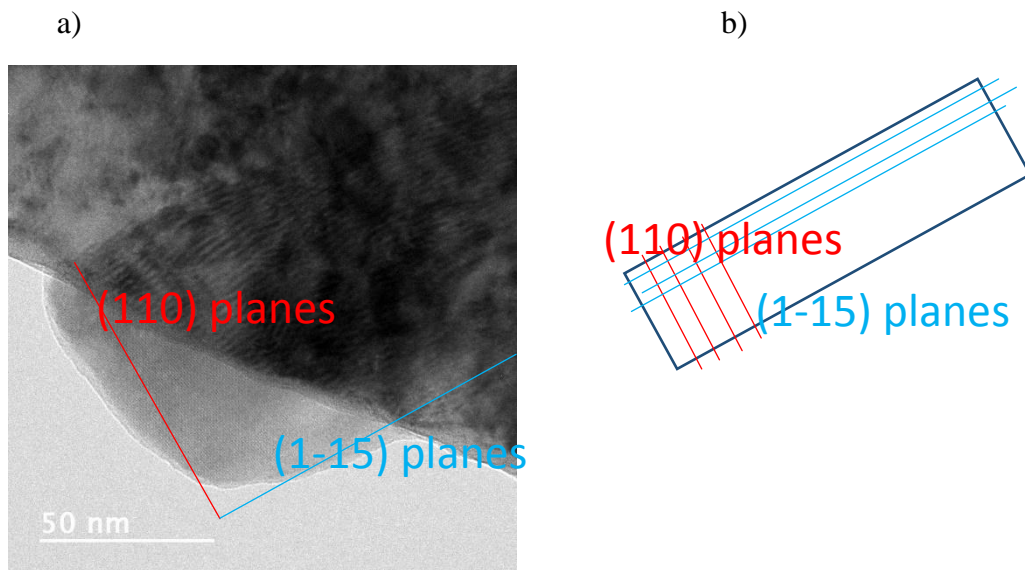 a)
b)
(110) planes
(1-15) planes
50 nm
(110) planes
(1-15) planes